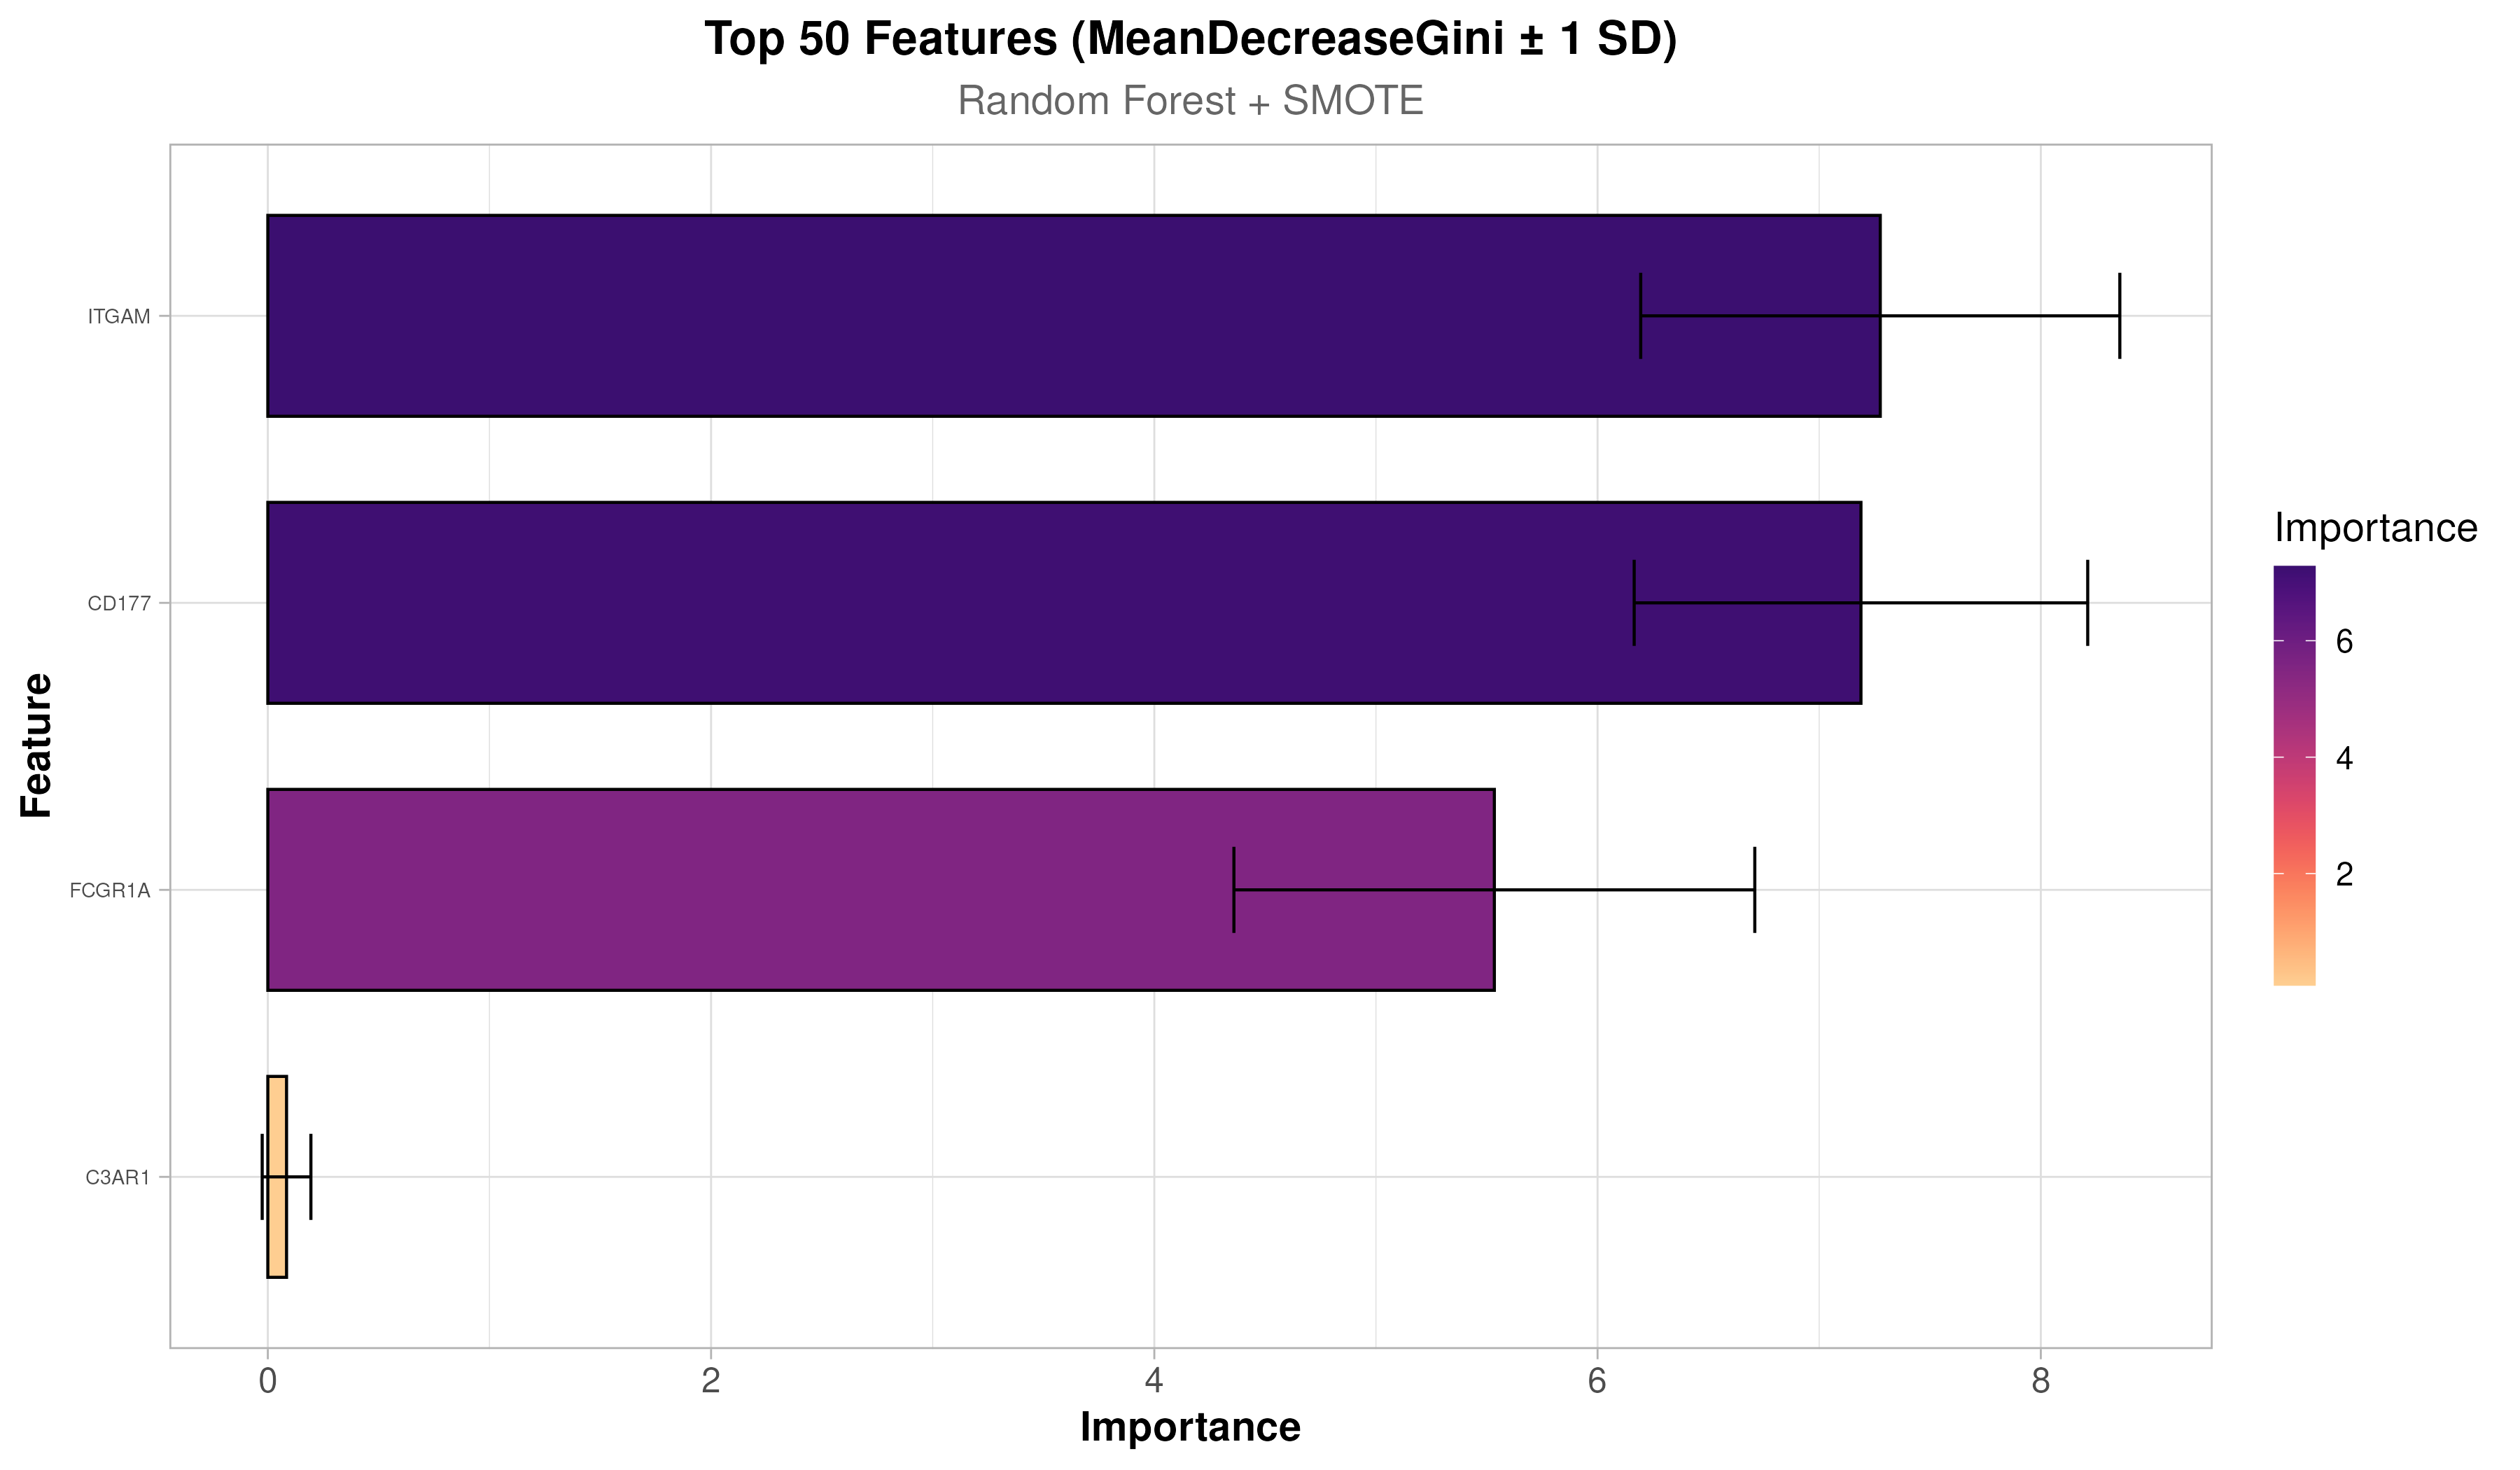 Top 50 Features (MeanDecreaseGini ± 1 SD)
Random Forest + SMOTE
Feature
ITGAM
CD177
FCGR1A
C3AR1
0 2 4 6 8
Importance
Importance
6
4
2